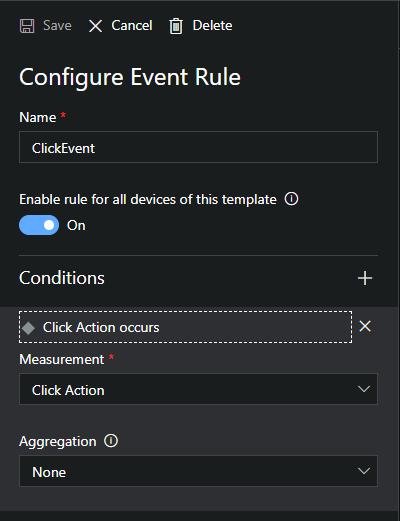 Save Cancel Delete
Configure Event Rule
Name *
ClickEvent
Enable rule for all devices of this template
On
Conditions
Click Action occurs
Measurement *
Click Action
Aggregation
None